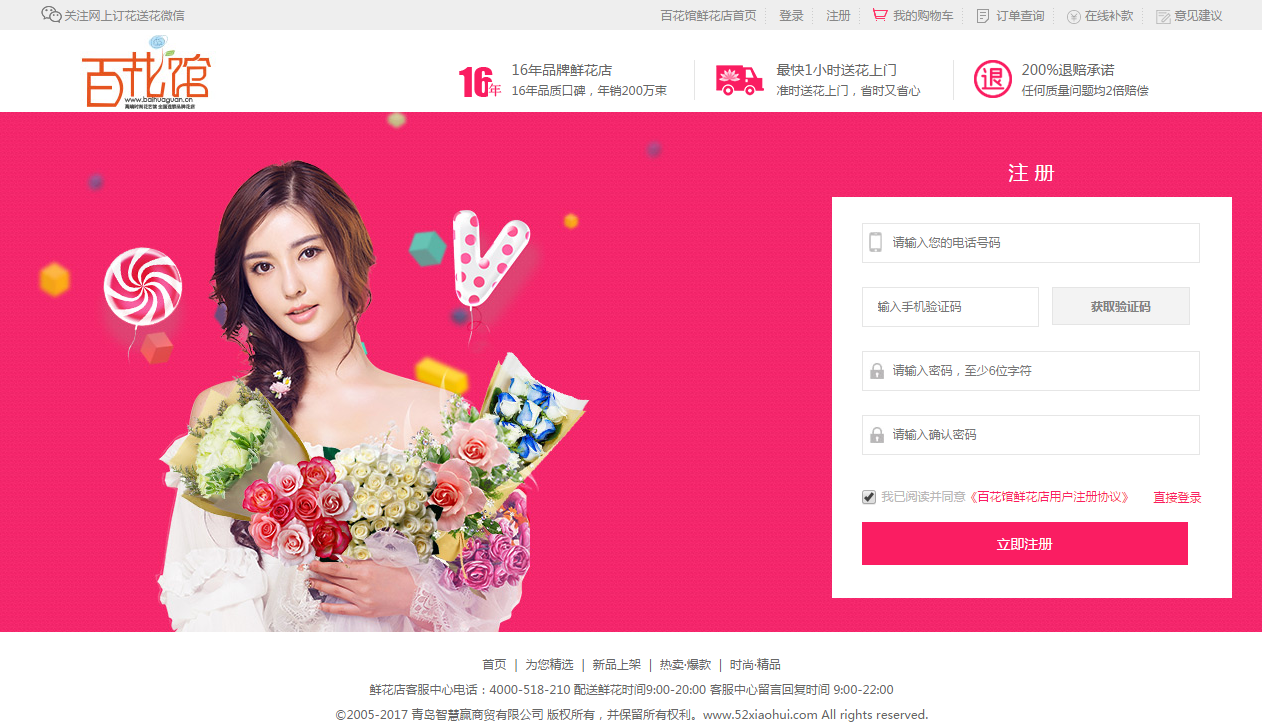 关注网上订花送花微信 百花馆鲜花店首页 登录 注册 我的购物车 订单查询 在线补款 意见建议
百花馆
www.baihuaguan.cn
16年
16年品牌鲜花店
16年品质口碑，年销200万束
最快1小时送花上门
准时送花上门，省时又省心
退
200%退赔承诺
任何质量问题均2倍赔偿
注 册
请输入您的电话号码
输入手机验证码 获取验证码
请输入密码，至少6位字符
请输入确认密码
我已阅读并同意《百花馆鲜花店用户注册协议》 直接登录
立即注册
首页 | 为您精选 | 新品上架 | 热卖·爆款 | 时尚·精品
鲜花店客服中心电话：4000-518-210 配送鲜花时间9:00-20:00 客服中心留言回复时间 9:00-22:00
©2005-2017 青岛智慧赢商贸有限公司 版权所有，并保留所有权利。www.52xiaohui.com All rights reserved.